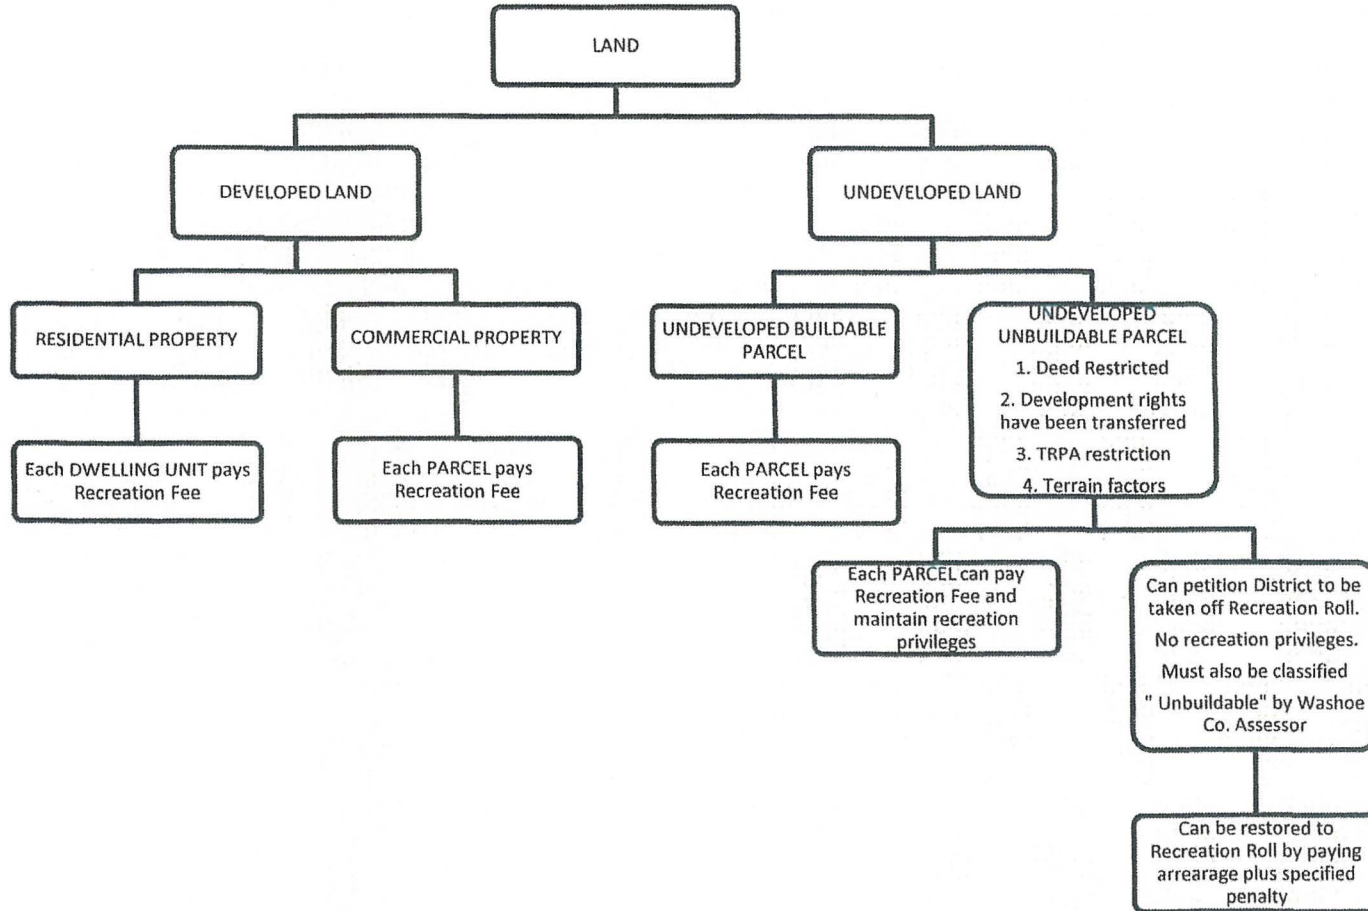 LAND
DEVELOPED LAND
UNDEVELOPED LAND
RESIDENTIAL PROPERTY
COMMERCIAL PROPERTY
UNDEVELOPED BUILDABLE
PARCEL
UNDEVELOPED
UNBUILDABLE PARCEL
1. Deed Restricted
2. Development rights
have been transferred
3. TRPA restriction
4. Terrain factors
Each DWELLING UNIT pays
Recreation Fee
Each PARCEL pays
Recreation Fee
Each PARCEL pays
Recreation Fee
Each PARCEL can pay
Recreation Fee and
maintain recreation
privileges
Can petition District to be
taken off Recreation Roll.
No recreation privileges.
Must also be classified
" Unbuildable" by Washoe
Co. Assessor
Can be restored to
Recreation Roll by paying
arrearage plus specified
penalty